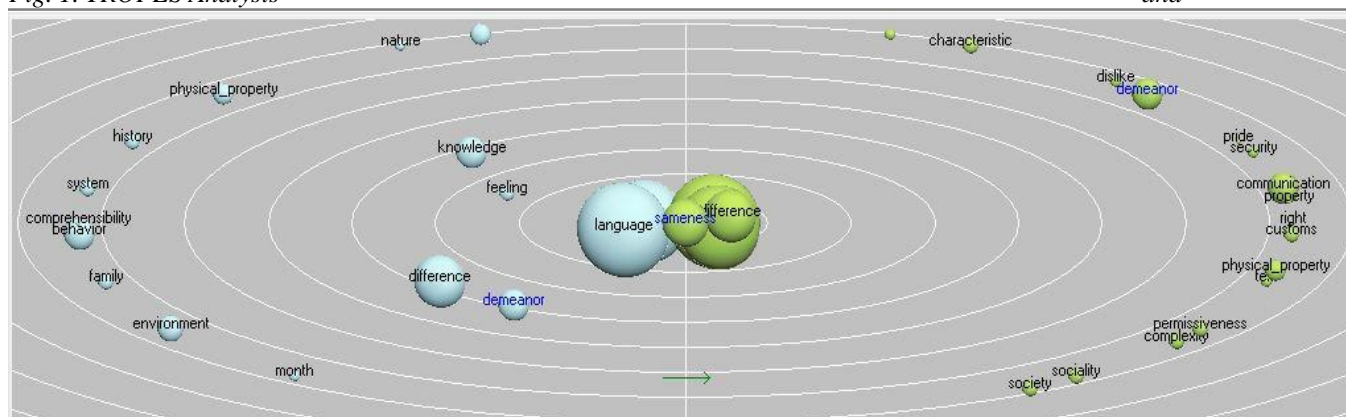 Fig. 1. TROPES Analysis and
nature
characteristic
dislike
demeanor
physical_property
history
pride
security
knowledge
system
feeling
communication
property
comprehensibility
behavior
language
sameness
difference
right
customs
family
difference
physical_property
demeanor
environment
permissiveness
complexity
month
sociality
society